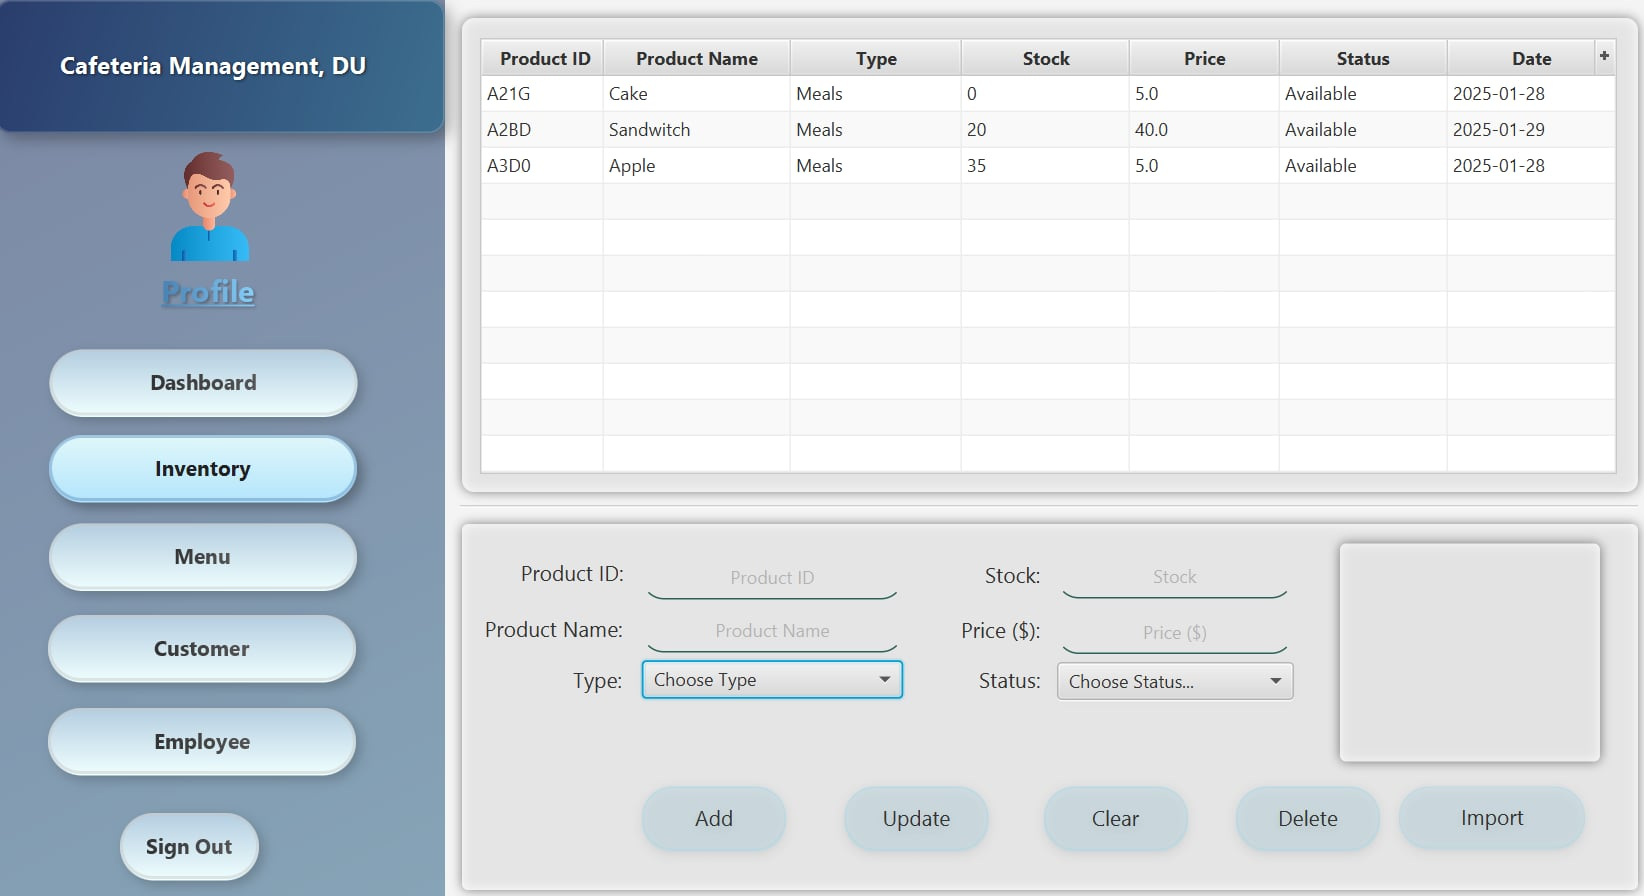 Cafeteria Management, DU
Profile
Dashboard
Inventory
Menu
Customer
Employee
Sign Out
Product ID Product Name Type Stock Price Status Date +
A21G Cake Meals 0 5.0 Available 2025-01-28
A2BD Sandwitch Meals 20 40.0 Available 2025-01-29
A3D0 Apple Meals 35 5.0 Available 2025-01-28
Product ID: Product ID Stock: Stock
Product Name: Product Name Price ($): Price ($)
Type: Choose Type Status: Choose Status...
Add Update Clear Delete Import